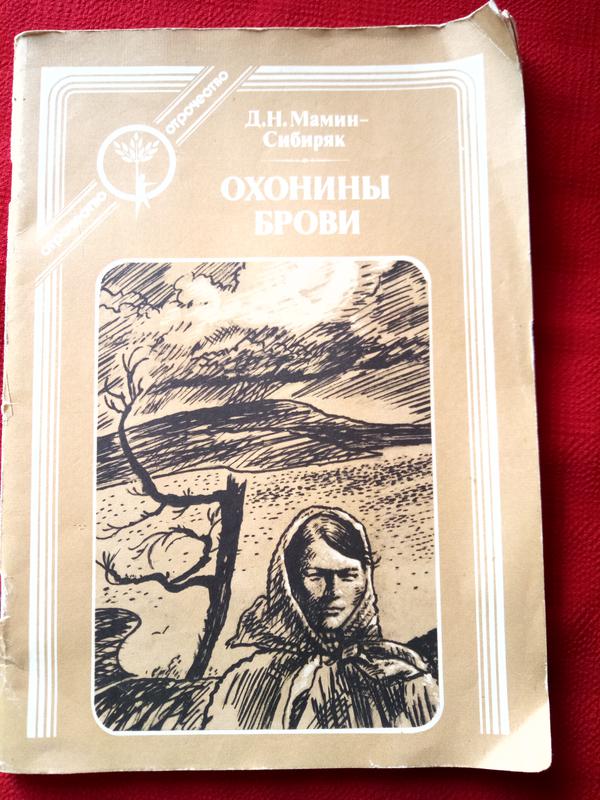 отрочество
отрочество
Д.Н. Мамин-
Сибиряк
ОХОНИНЫ
БРОВИ